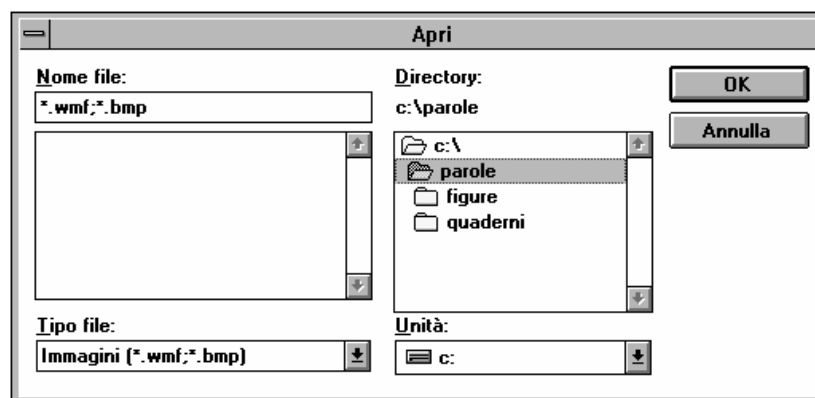 Apri
Nome file:
*.wmf;*.bmp
Directory:
c:\parole
c:\
parole
figure
quaderni
OK
Annulla
Tipo file:
Immagini (*.wmf;*.bmp)
Unità:
c: